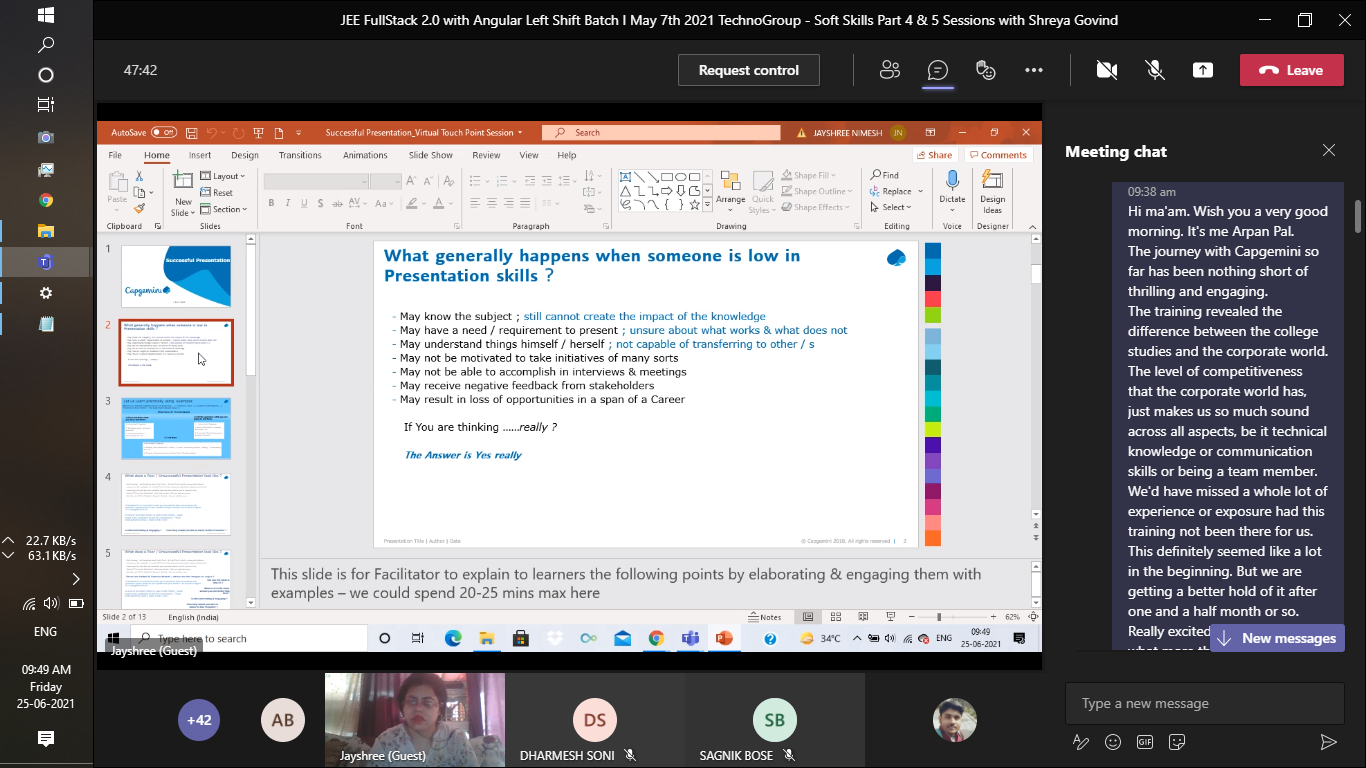 JEE FullStack 2.0 with Angular Left Shift Batch I May 7th 2021 TechnoGroup - Soft Skills Part 4 & 5 Sessions with Shreya Govind
47:42
Request control
Leave
AutoSave Off
Successful Presentation_Virtual Touch Point Session
Search
JAYSHREE NIMESH
JN
File Home Insert Design Transitions Animations Slide Show Review View Help
Share
Comments
Paste
New
Slide
Layout
Reset
Section
Arrange
Quick
Styles
Shape Fill
Shape Outline
Shape Effects
Find
Replace
Select
Dictate
Design
Ideas
Clipboard
Slides
Font
Paragraph
Drawing
Editing
Voice
Designer
1
Successful Presentation
Capgemini
2
3
4
5
What generally happens when someone is low in
Presentation skills ?
- May know the subject ; still cannot create the impact of the knowledge
- May have a need / requirement to present ; unsure about what works & what does not
- May understand things himself / herself ; not capable of transferring to other / s
- May not be motivated to take initiatives of many sorts
- May not be able to accomplish in interviews & meetings
- May receive negative feedback from stakeholders
- May result in loss of opportunities in a span of a Career
If You are thinking ......really ?
The Answer is Yes really
Presentation Title | Author | Date
© Capgemini 2018. All rights reserved | 2
This slide is for Facilitator to explain to learners the following points by elaborating & engaging them with
examples – we could spend 20-25 mins max here
Slide 2 of 13
English (India)
Notes
62%
Type here to search
34°C
ENG
09:49
25-06-2021
Jayshree (Guest)
Meeting chat
09:38 am
Hi ma'am. Wish you a very good
morning. It's me Arpan Pal.
The journey with Capgemini so
far has been nothing short of
thrilling and engaging.
The training revealed the
difference between the college
studies and the corporate world.
The level of competitiveness
that the corporate world has,
just makes us so much sound
across all aspects, be it technical
knowledge or communication
skills or being a team member.
We'd have missed a whole lot of
experience or exposure had this
training not been there for us.
This definitely seemed like a lot
in the beginning. But we are
getting a better hold of it after
one and a half month or so.
Really excited
New messages
Type a new message
GIF
+42
AB
Jayshree (Guest)
DS
DHARMESH SONI
SB
SAGNIK BOSE
22.7 KB/s
63.1 KB/s
ENG
09:49 AM
Friday
25-06-2021